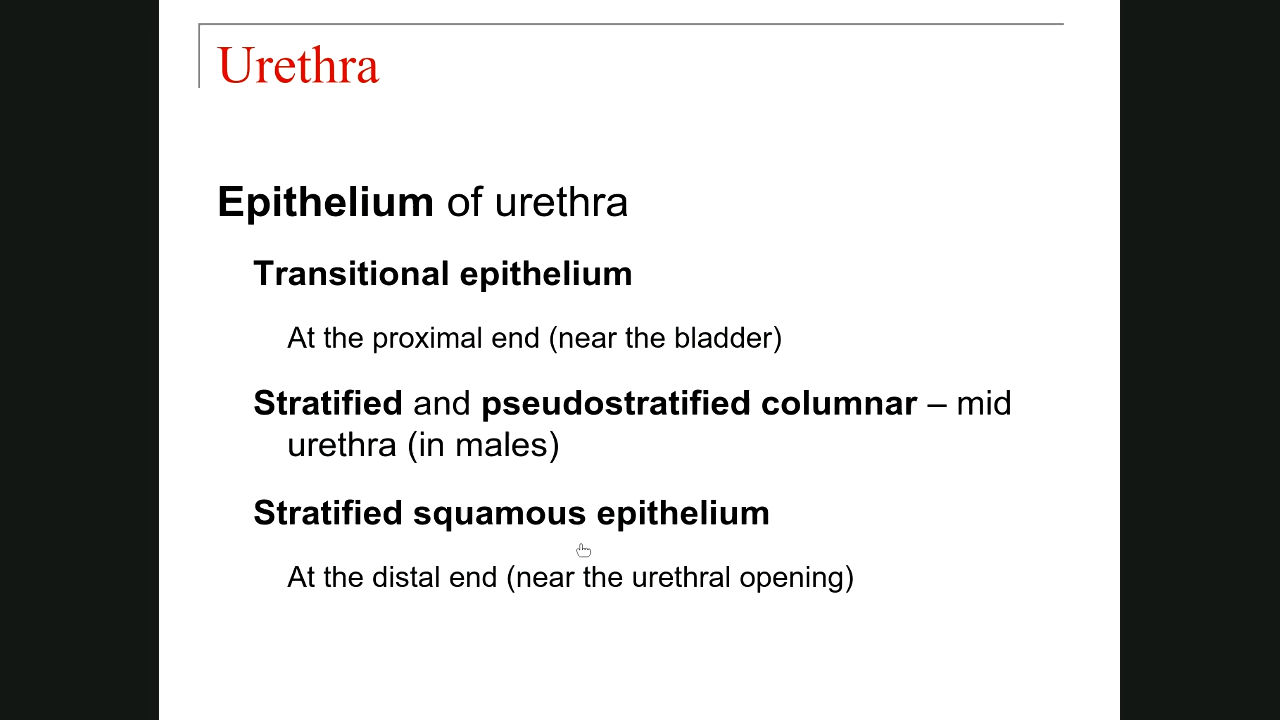 Urethra
Epithelium of urethra
Transitional epithelium
At the proximal end (near the bladder)
Stratified and pseudostratified columnar – mid
urethra (in males)
Stratified squamous epithelium
At the distal end (near the urethral opening)